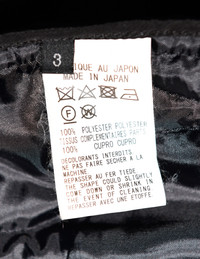 3
IQUE AU JAPON
MADE IN JAPAN
F W
100% POLYESTER POLYESTER
TISSUS COMPLEMENTAIRES PARTS
100% CUPRO CUPRO
DECOLORANTS INTERDITS
NE PAS FAIRE SECHER A LA
MACHINE
REPASSER AU FER TIEDE
THE SHAPE COULD SLIGHTLY
COME DOWN OR SHRINK IN
THE EVENT OF CLEANING
REPASSER AVEC UNE ETOFFE